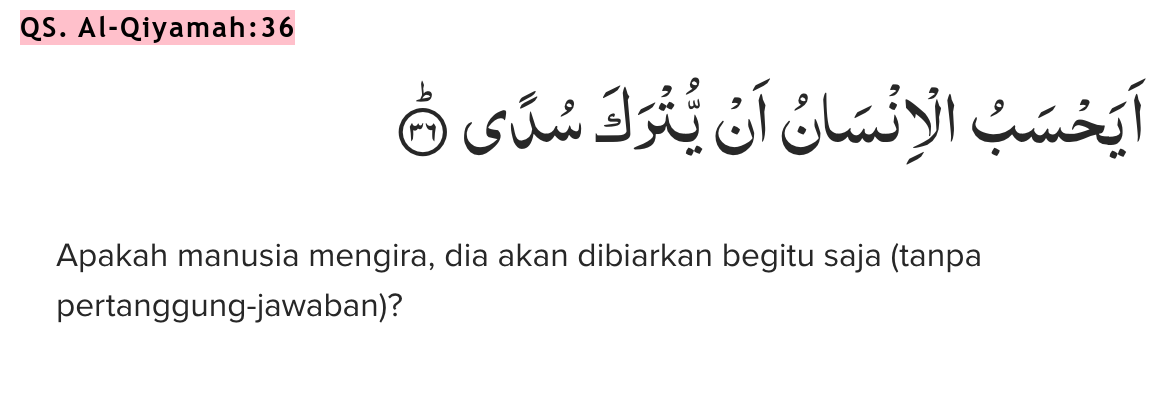 QS. Al-Qiyamah:36
اَيَحْسَبُ الْاِنْسَانُ اَنْ يُّتْرَكَ سُدًىۗ ٣٦
Apakah manusia mengira, dia akan dibiarkan begitu saja (tanpa
pertanggung-jawaban)?